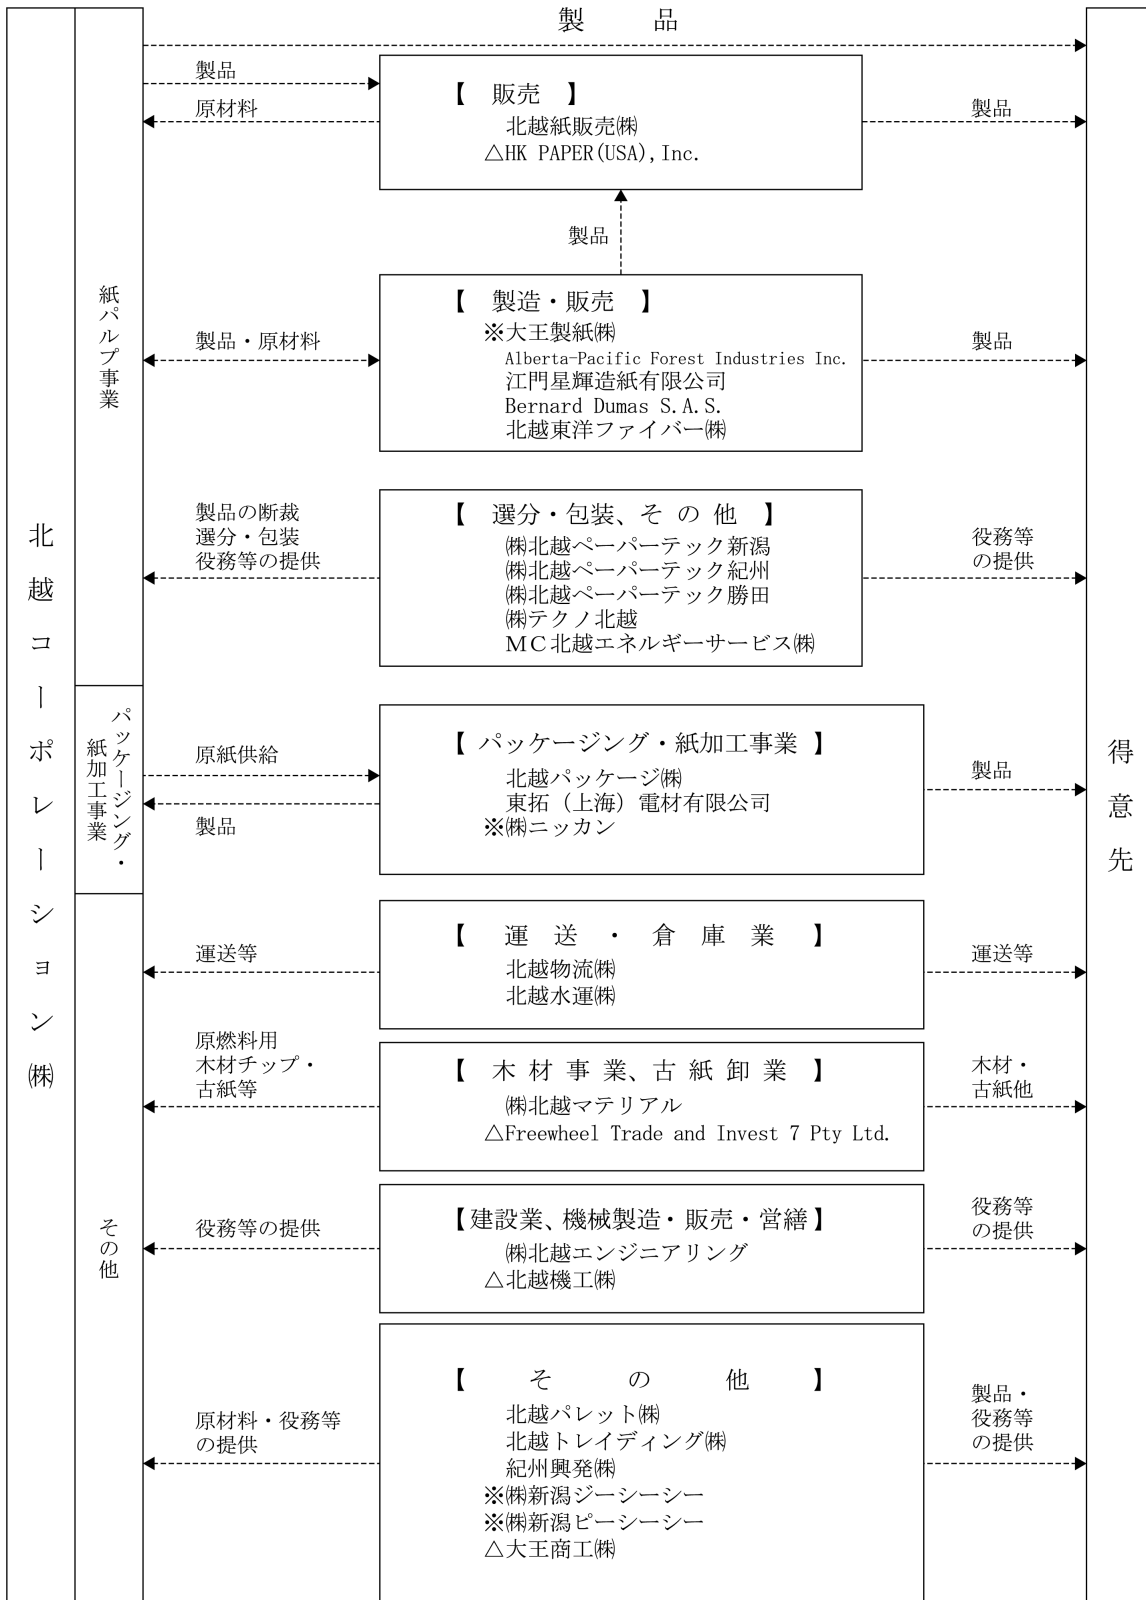 北越コーポレーション㈱
紙パルプ事業
パッケージング・
紙加工事業
その他
製品
製品
原材料
【 販売 】
北越紙販売㈱
△HK PAPER(USA),Inc.
製品
製品
製品・原材料
【 製造・販売 】
※大王製紙㈱
Alberta-Pacific Forest Industries Inc.
江門星輝造紙有限公司
Bernard Dumas S.A.S.
北越東洋ファイバー㈱
製品
製品の断裁
選分・包装
役務等の提供
【 選分・包装、その他 】
㈱北越ペーパーテック新潟
㈱北越ペーパーテック紀州
㈱北越ペーパーテック勝田
㈱テクノ北越
ＭＣ北越エネルギーサービス㈱
役務等
の提供
原紙供給
製品
【 パッケージング・紙加工事業 】
北越パッケージ㈱
東拓（上海）電材有限公司
※㈱ニッカン
製品
運送等
【 運送・倉庫業 】
北越物流㈱
北越水運㈱
運送等
原燃料用
木材チップ・
古紙等
【 木材事業、古紙卸業 】
㈱北越マテリアル
△Freewheel Trade and Invest 7 Pty Ltd.
木材・
古紙他
役務等の提供
【建設業、機械製造・販売・営繕】
㈱北越エンジニアリング
△北越機工㈱
役務等
の提供
原材料・役務等
の提供
【 その他 】
北越パレット㈱
北越トレイディング㈱
紀州興発㈱
※㈱新潟ジーシーシー
※㈱新潟ピーシーシー
△大王商工㈱
製品・
役務等
の提供
得意先